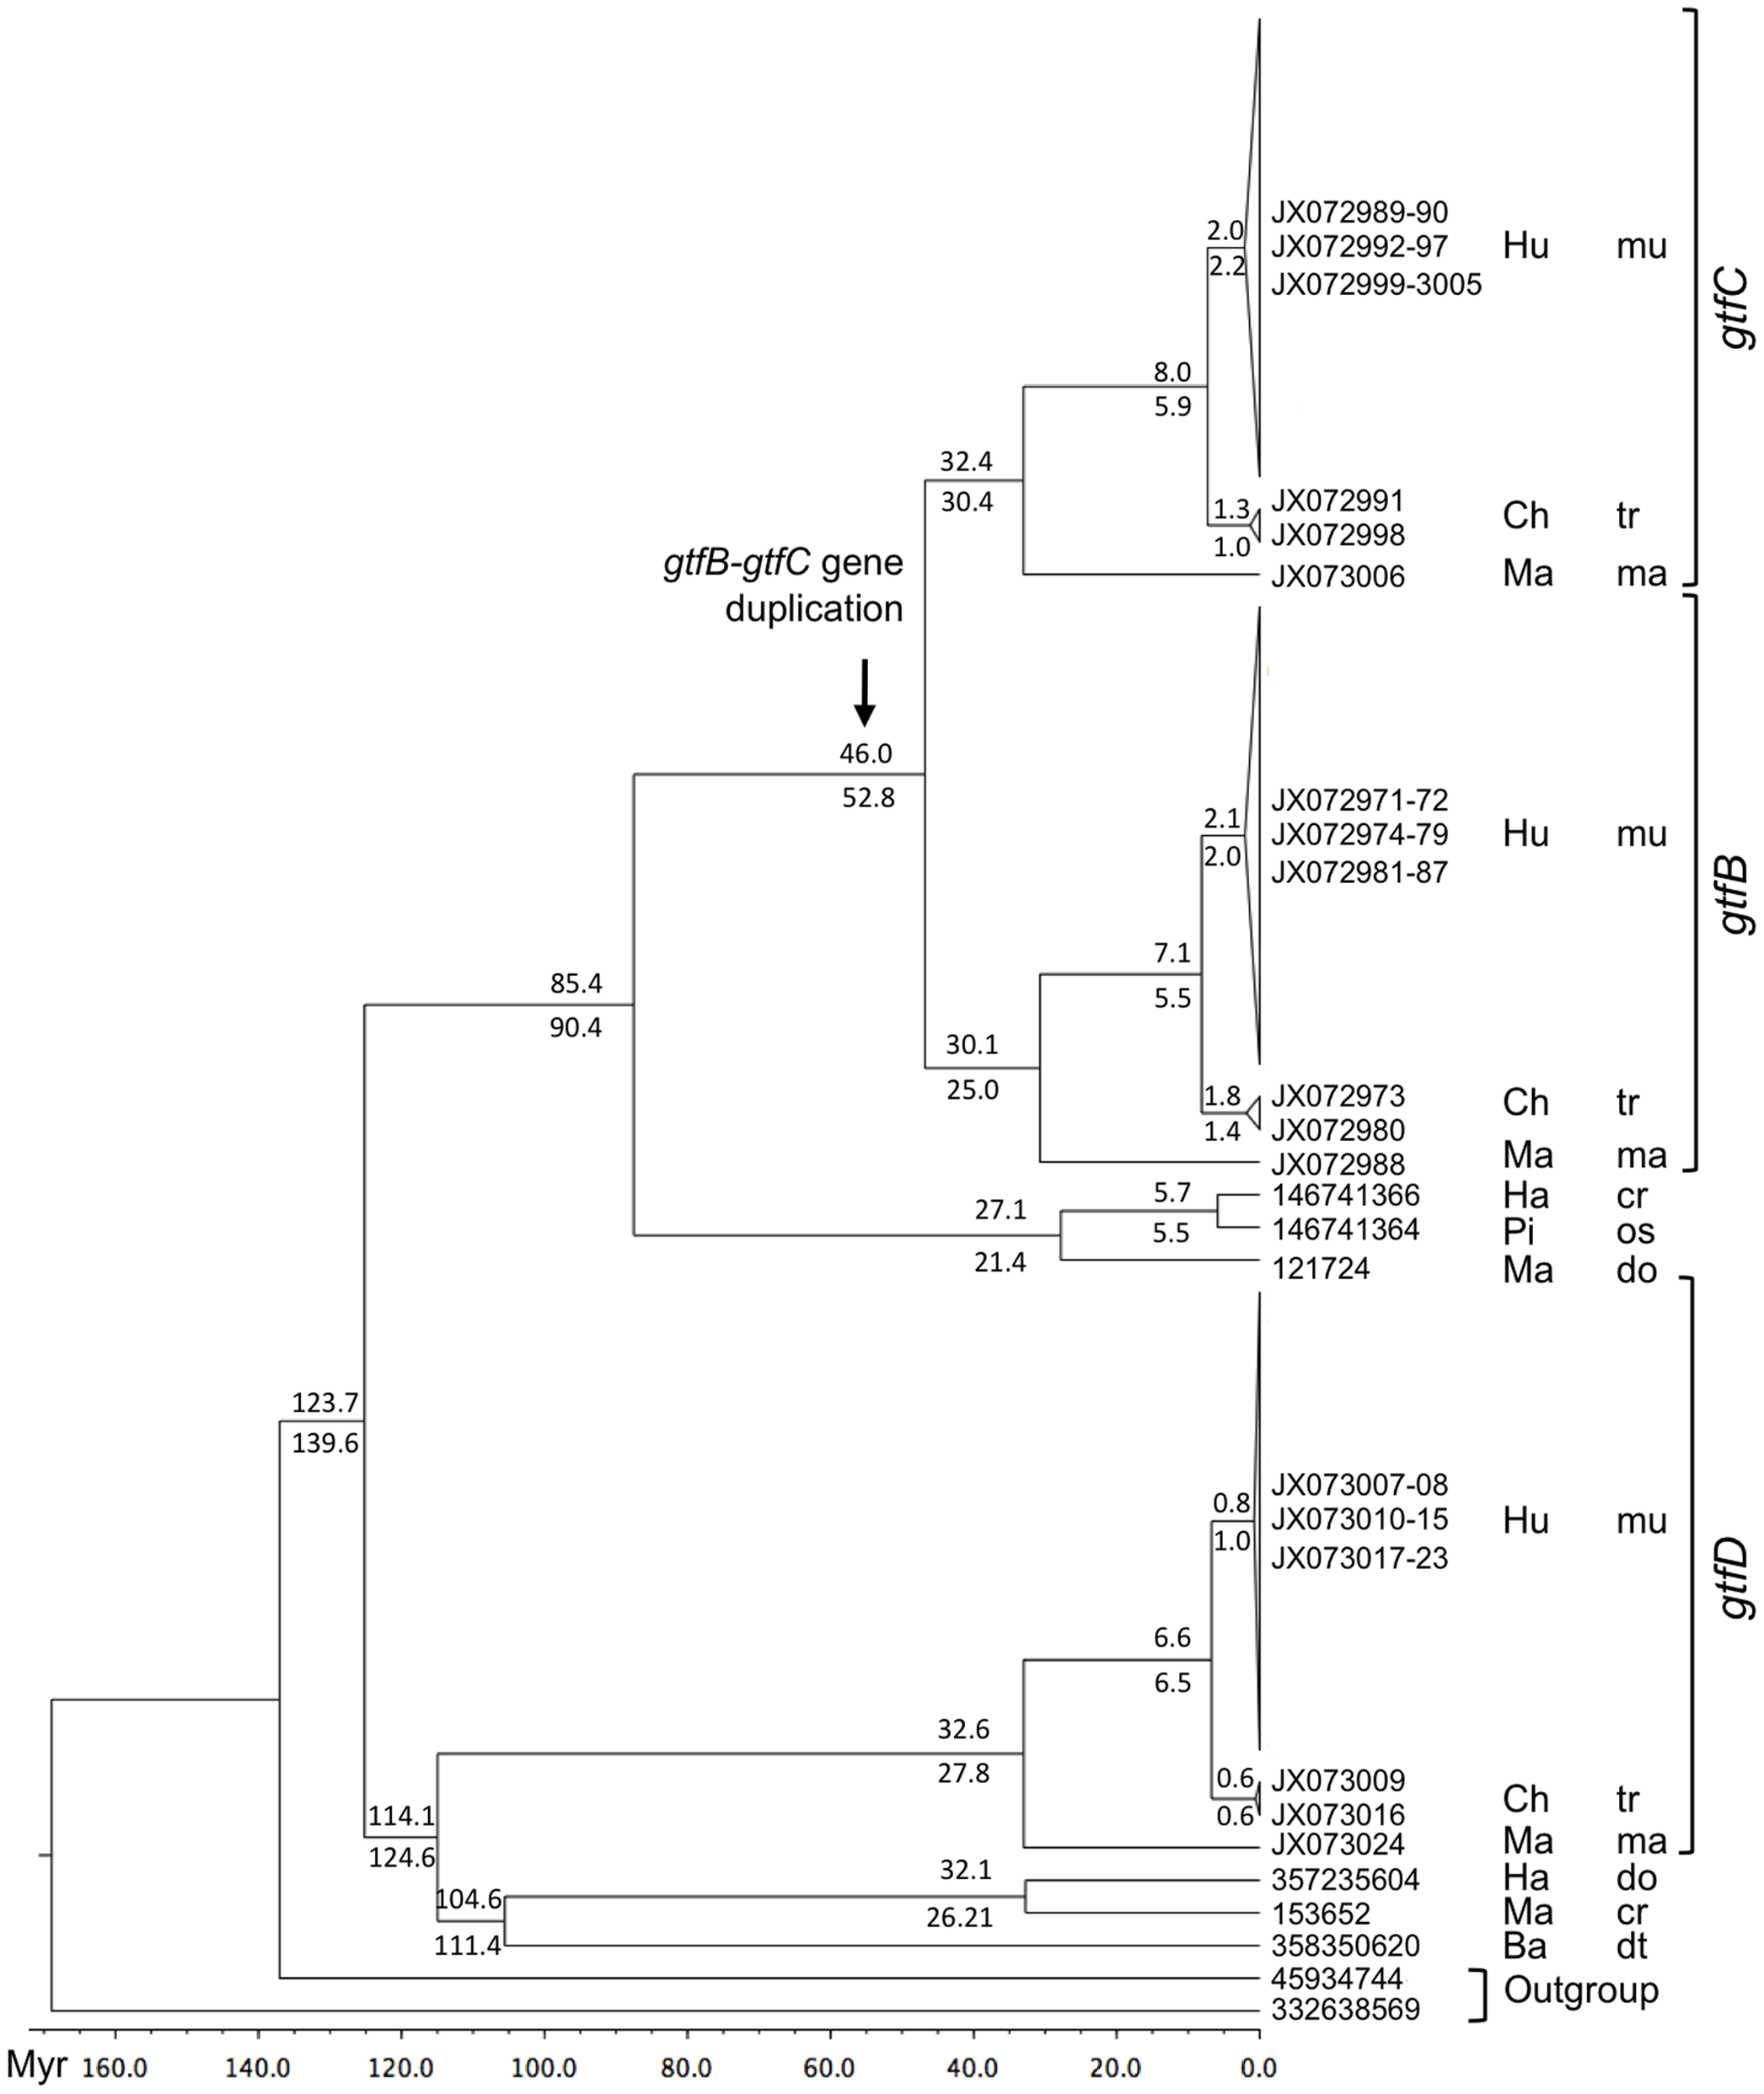 2.0
2.2
JX072989-90
JX072992-97 Hu mu
JX072999-3005
gtfC
8.0
5.9
32.4
30.4
1.3
1.0
JX072991
JX072998
Ch tr
JX073006 Ma ma
gtfB-gtfC gene
duplication
46.0
52.8
2.1
2.0
JX072971-72
JX072974-79 Hu mu
JX072981-87
gtfB
7.1
5.5
85.4
90.4
30.1
25.0
1.8
1.4
JX072973
JX072980
Ch tr
JX072988 Ma ma
5.7
5.5
146741366 Ha cr
146741364 Pi os
27.1
21.4
121724 Ma do
123.7
139.6
0.8
1.0
JX073007-08
JX073010-15 Hu mu
JX073017-23
gtfD
6.6
6.5
32.6
27.8
0.6
0.6
JX073009
JX073016
Ch tr
JX073024 Ma ma
114.1
124.6
32.1
26.21
357235604 Ha do
153652 Ma cr
104.6
111.4
358350620 Ba dt
45934744
332638569
Outgroup
Myr 160.0 140.0 120.0 100.0 80.0 60.0 40.0 20.0 0.0